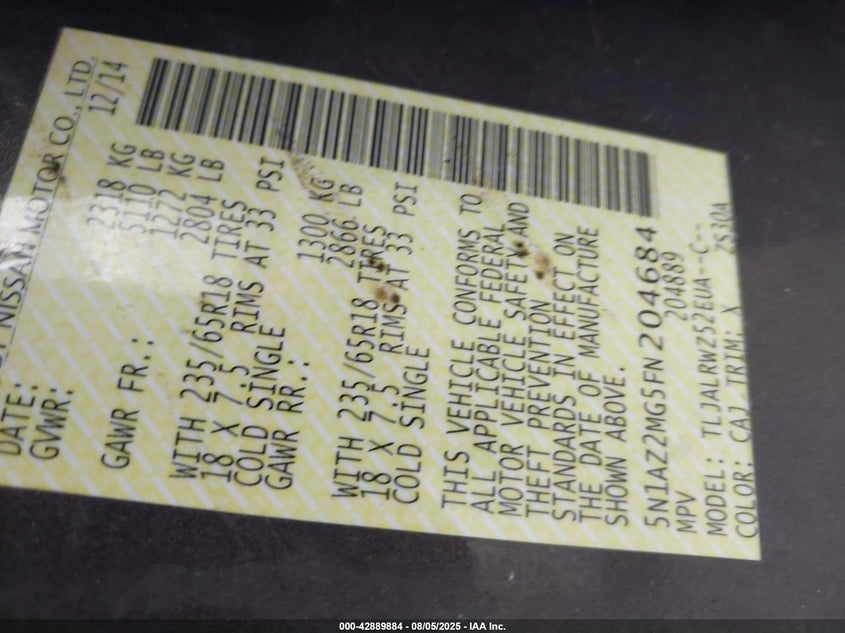 NISSAN MOTOR CO., LTD.
DATE: 12/14
GVWR: 2318 KG
5110 LB
GAWR FR.: 1272 KG
2804 LB
WITH 235/65R18 TIRES
18 X 7.5 RIMS AT 33 PSI
COLD SINGLE
GAWR RR.: 1300 KG
2866 LB
WITH 235/65R18 TIRES
18 X 7.5 RIMS AT 33 PSI
COLD SINGLE
THIS VEHICLE CONFORMS TO
ALL APPLICABLE FEDERAL
MOTOR VEHICLE SAFETY AND
THEFT PREVENTION
STANDARDS IN EFFECT ON
THE DATE OF MANUFACTURE
SHOWN ABOVE.
5N1AZ2MG5FN204684
MPV 204889
MODEL: TLJALRWZ52EUA--C--
COLOR: CAJ TRIM: X ZS30A
000-42889884 - 08/05/2025 - IAA Inc.